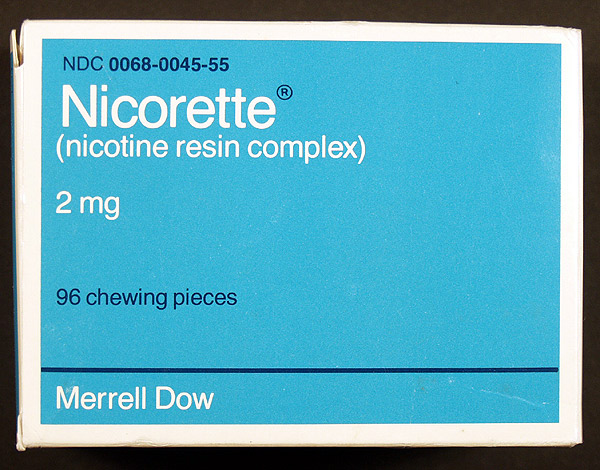 NDC 0068-0045-55
Nicorette®
(nicotine resin complex)
2 mg
96 chewing pieces
Merrell Dow